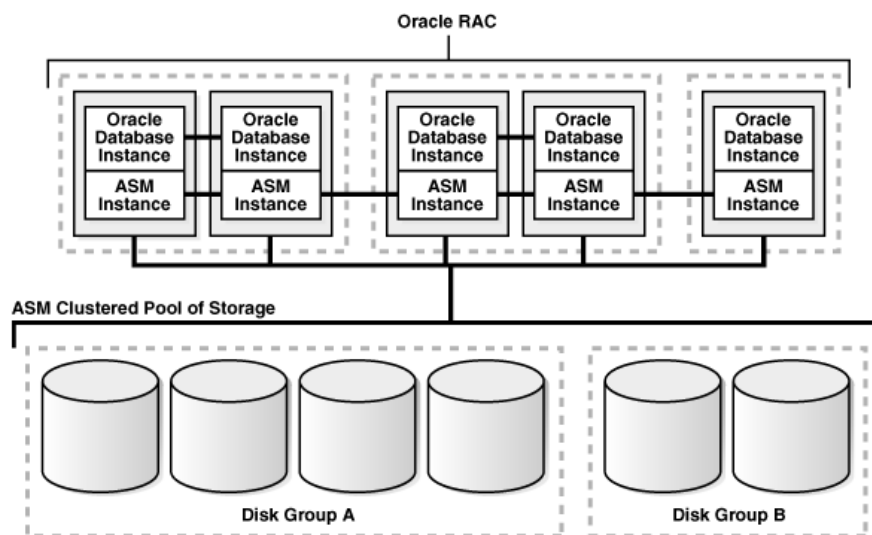 Oracle RAC
Oracle
Database
Instance
ASM
Instance
Oracle
Database
Instance
ASM
Instance
Oracle
Database
Instance
ASM
Instance
Oracle
Database
Instance
ASM
Instance
Oracle
Database
Instance
ASM
Instance
ASM Clustered Pool of Storage
Disk Group A
Disk Group B